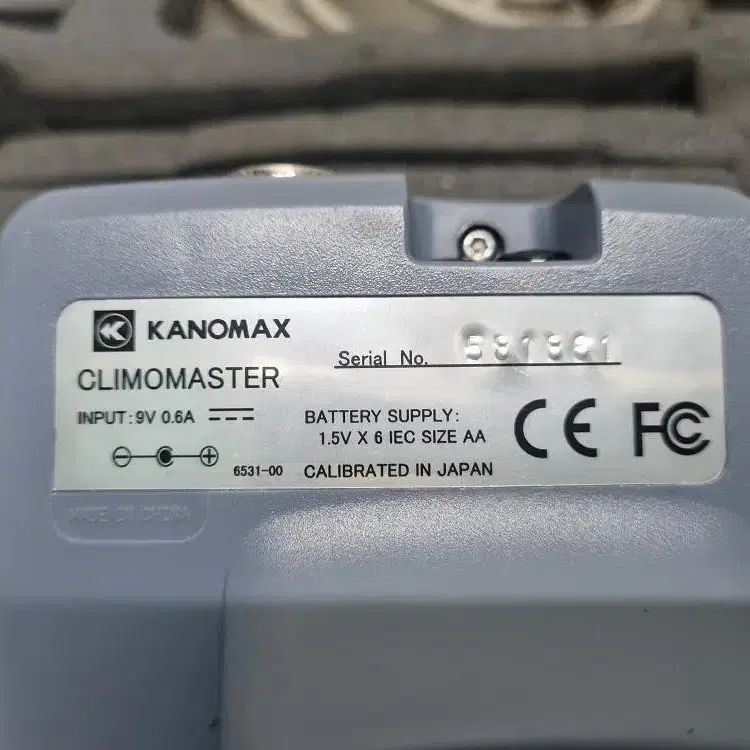 KANOMAX
Serial No.
CLIMOMASTER
INPUT: 9V 0.6A
BATTERY SUPPLY:
1.5V X 6 IEC SIZE AA
CE FC
6531-00 CALIBRATED IN JAPAN